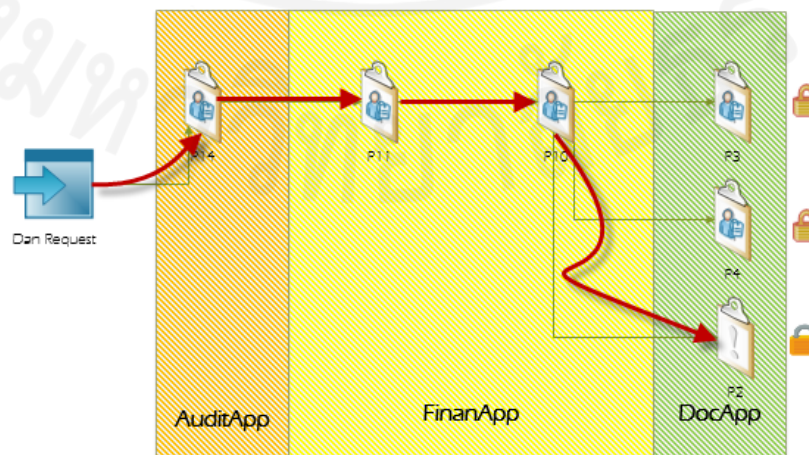 P14
P11
P10
P3
Dan Request
P4
P2
AuditApp
FinanApp
DocApp